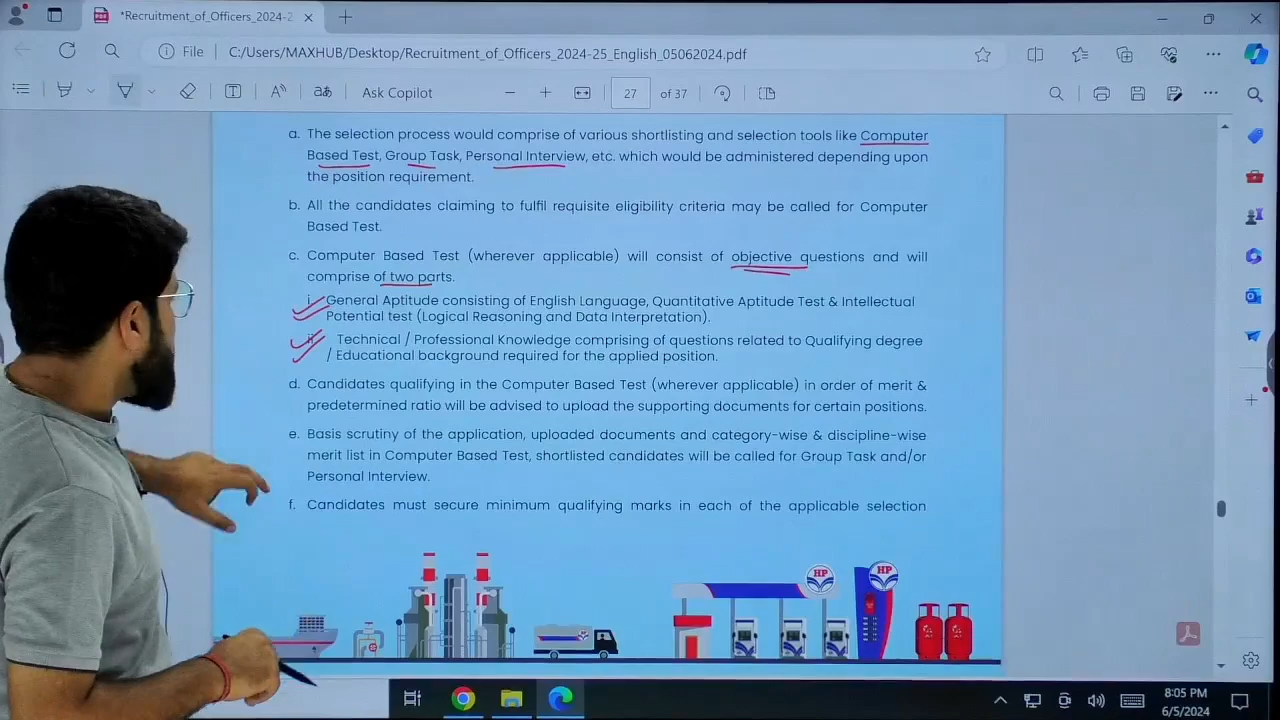 *Recruitment_of_Officers_2024-2
File
C:/Users/MAXHUB/Desktop/Recruitment_of_Officers_2024-25_English_05062024.pdf
Ask Copilot
27 of 37
a. The selection process would comprise of various shortlisting and selection tools like Computer
Based Test, Group Task, Personal Interview, etc. which would be administered depending upon
the position requirement.
b. All the candidates claiming to fulfil requisite eligibility criteria may be called for Computer
Based Test.
c. Computer Based Test (wherever applicable) will consist of objective questions and will
comprise of two parts.
i. General Aptitude consisting of English Language, Quantitative Aptitude Test & Intellectual
Potential test (Logical Reasoning and Data Interpretation).
Technical / Professional Knowledge comprising of questions related to Qualifying degree
/ Educational background required for the applied position.
d. Candidates qualifying in the Computer Based Test (wherever applicable) in order of merit &
predetermined ratio will be advised to upload the supporting documents for certain positions.
e. Basis scrutiny of the application, uploaded documents and category-wise & discipline-wise
merit list in Computer Based Test, shortlisted candidates will be called for Group Task and/or
Personal Interview.
f. Candidates must secure minimum qualifying marks in each of the applicable selection
HP
HP
8:05 PM
6/5/2024